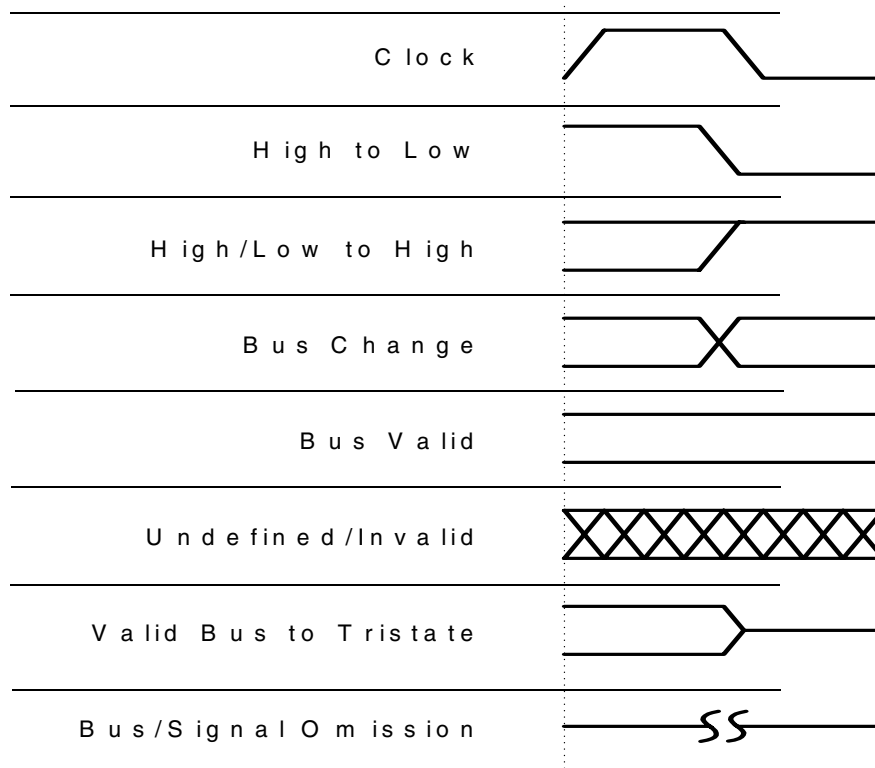 Clock
High to Low
High/Low to High
Bus Change
Bus Valid
Undefined/Invalid
Valid Bus to Tristate
Bus/Signal Omission